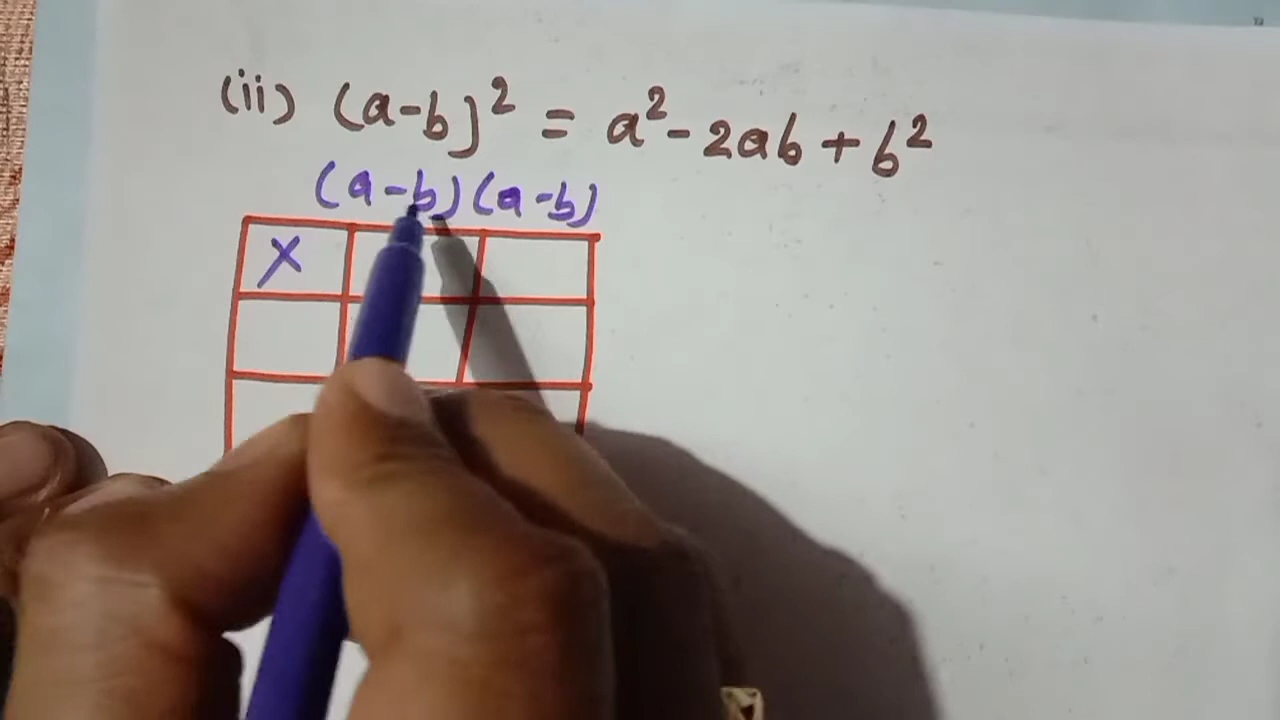 (ii) (a-b)² = a² - 2ab + b²
(a-b)(a-b)
X